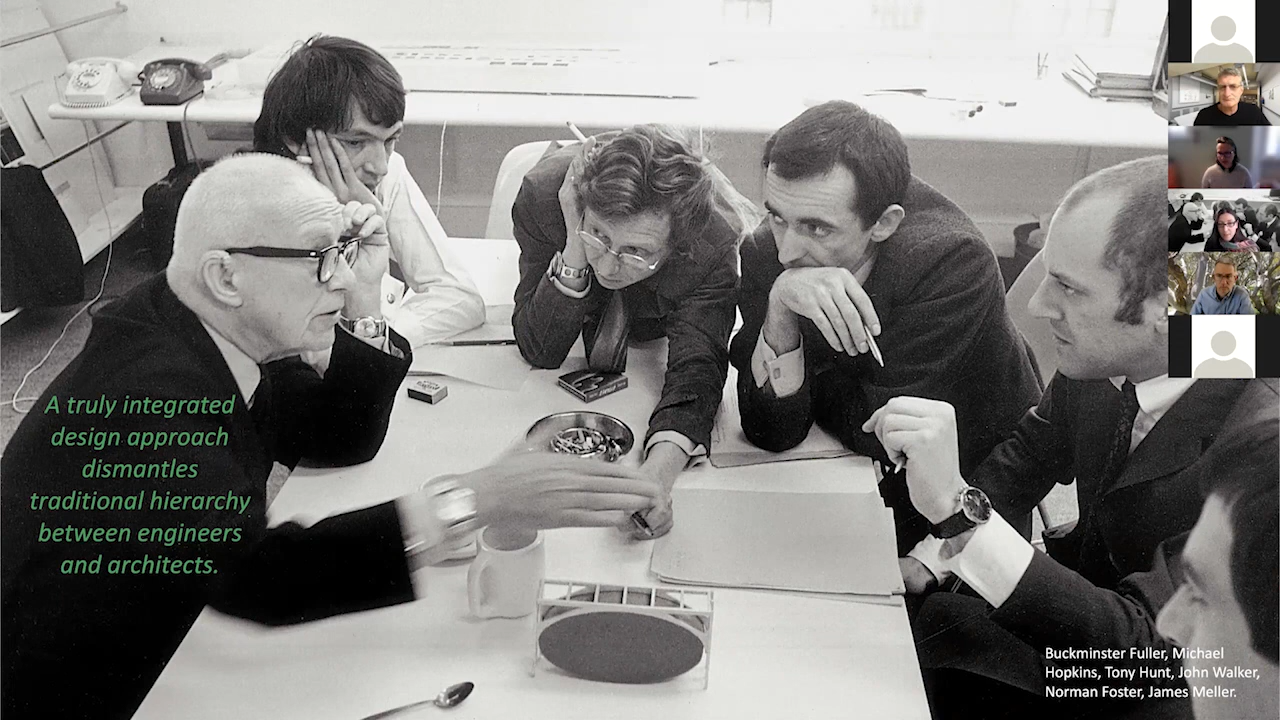 A truly integrated
design approach
dismantles
traditional hierarchy
between engineers
and architects.
Buckminster Fuller, Michael
Hopkins, Tony Hunt, John Walker,
Norman Foster, James Meller.